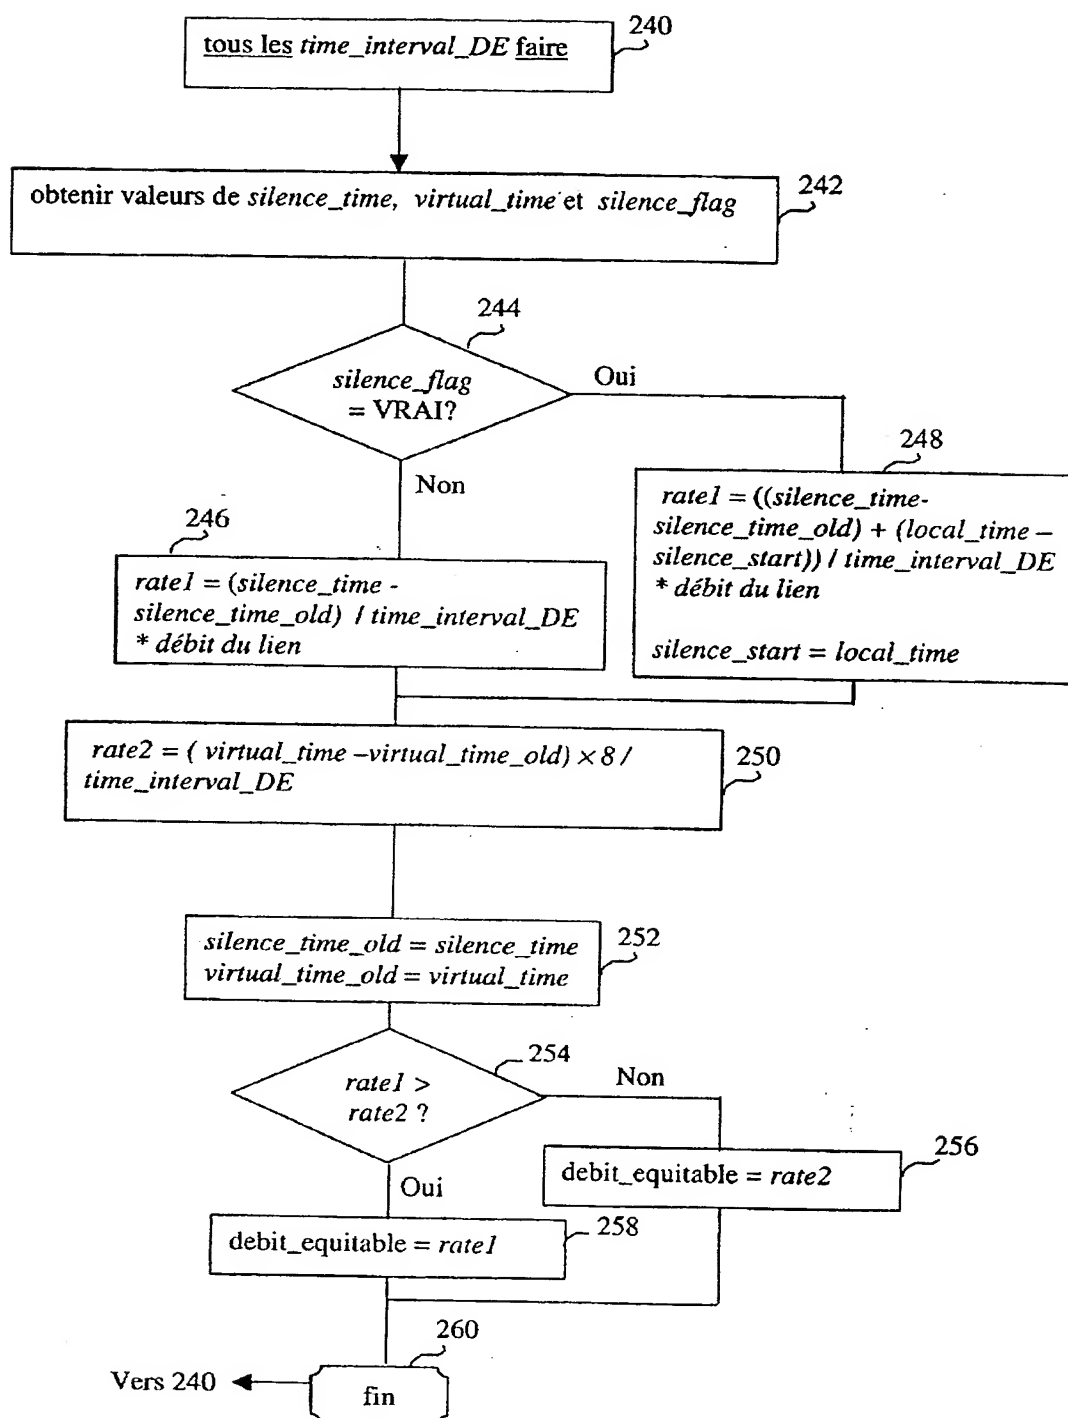 tous les time_interval_DE faire
240
obtenir valeurs de silence_time, virtual_time et silence_flag
242
244
silence_flag
= VRAI?
Oui
Non
248
rate1 = ((silence_time-
silence_time_old) + (local_time –
silence_start)) / time_interval_DE
* débit du lien
silence_start = local_time
246
rate1 = (silence_time -
silence_time_old) / time_interval_DE
* débit du lien
rate2 = ( virtual_time –virtual_time_old) × 8 /
time_interval_DE
250
silence_time_old = silence_time
virtual_time_old = virtual_time
252
254
rate1 >
rate2 ?
Non
Oui
debit_equitable = rate2
256
debit_equitable = rate1
258
260
Vers 240
fin